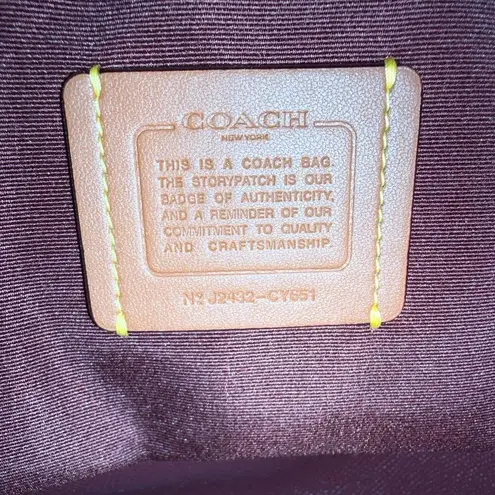 COACH
NEW YORK
THIS IS A COACH BAG.
THE STORYPATCH IS OUR
BADGE OF AUTHENTICITY,
AND A REMINDER OF OUR
COMMITMENT TO QUALITY
AND CRAFTSMANSHIP.
Nº J2432-CY651